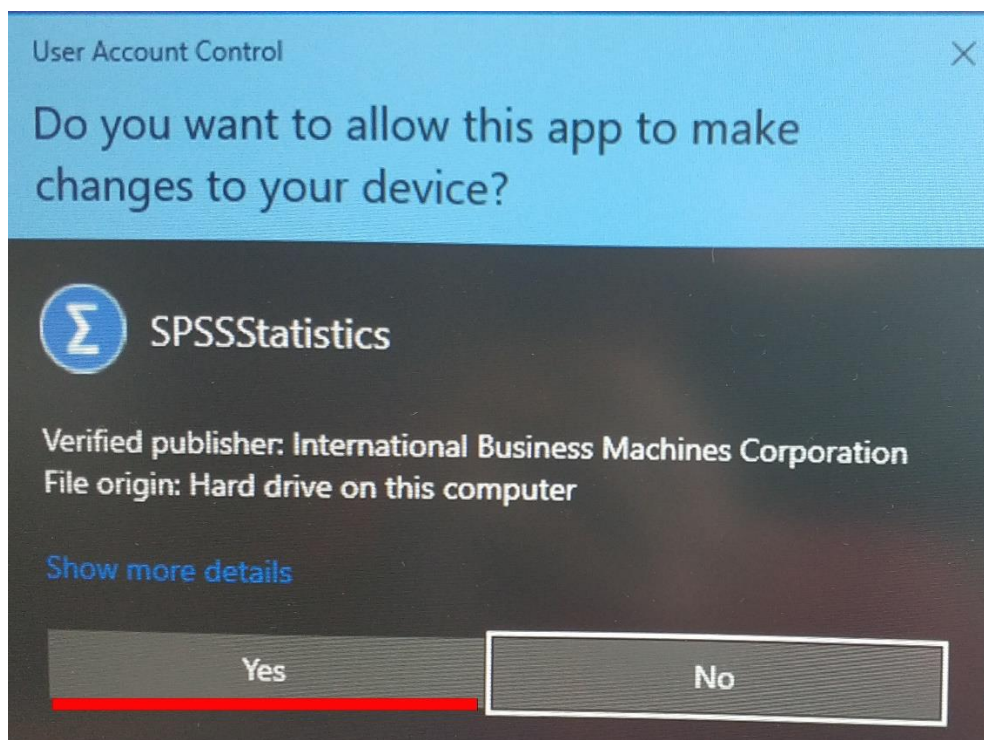 User Account Control
Do you want to allow this app to make
changes to your device?
Σ
SPSSStatistics
Verified publisher: International Business Machines Corporation
File origin: Hard drive on this computer
Show more details
Yes
No